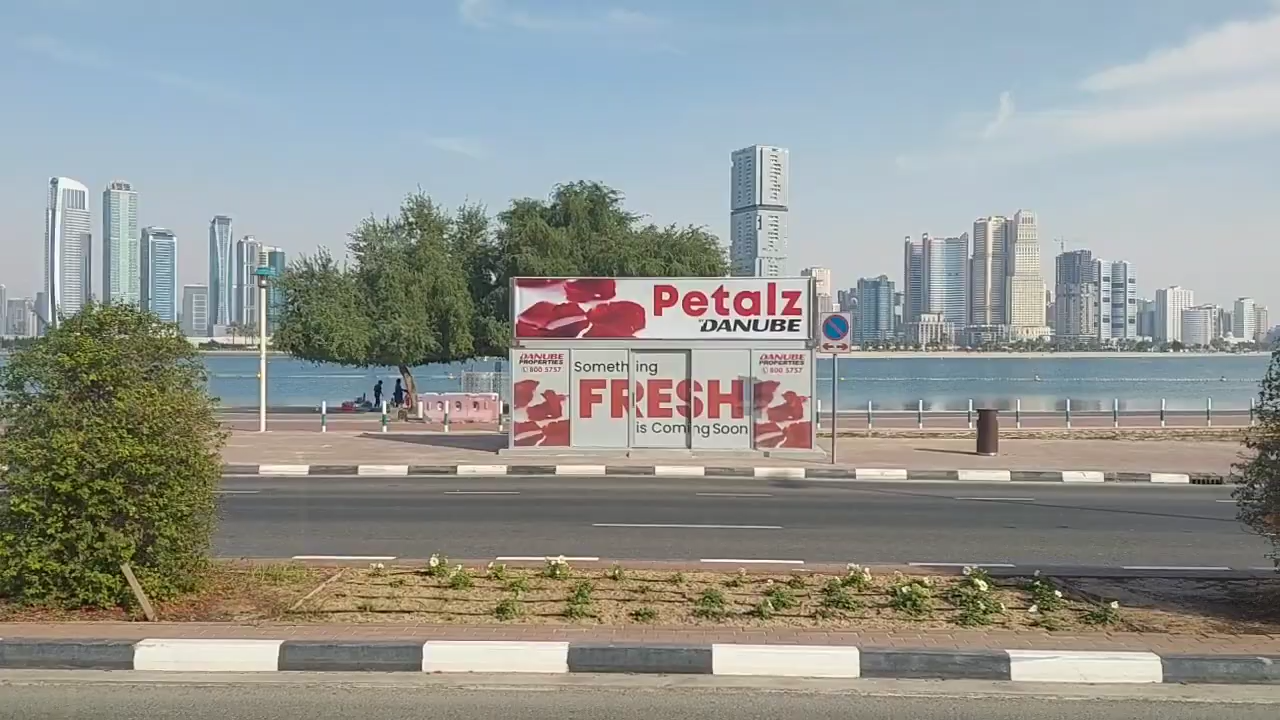 Petalz
BY DANUBE
DANUBE
PROPERTIES
800 5757
Something
FRESH
is Coming Soon
DANUBE
PROPERTIES
800 5757